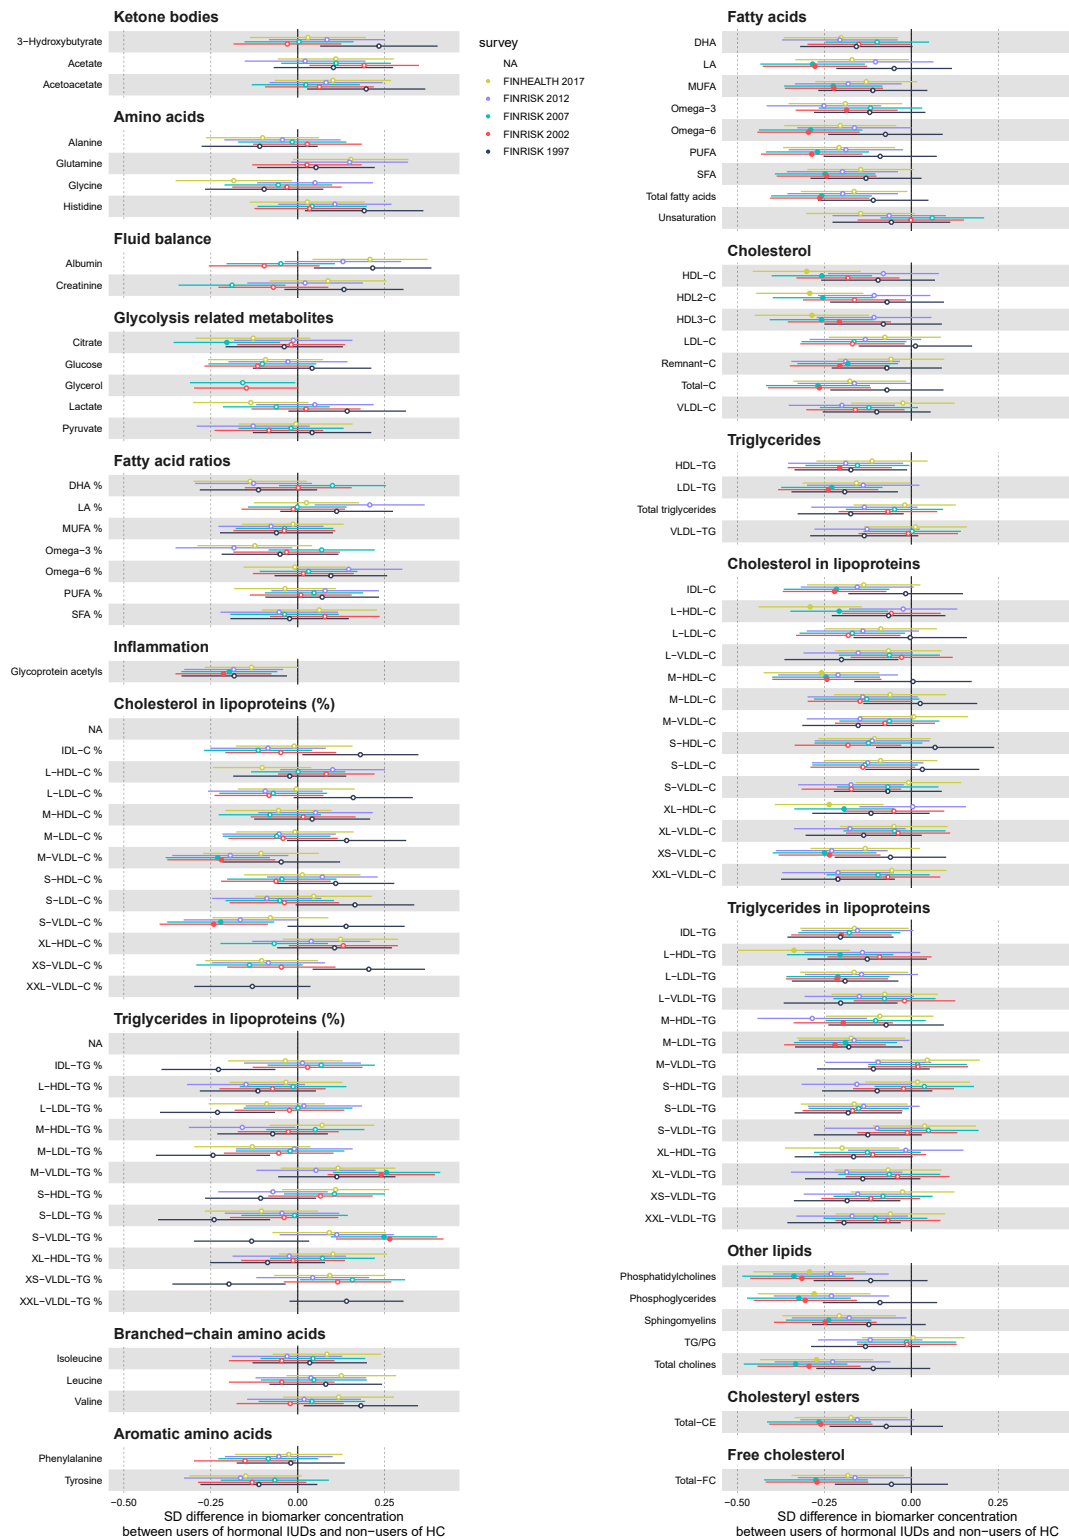 Ketone bodies
3−Hydroxybutyrate
Acetate
Acetoacetate
Amino acids
Alanine
Glutamine
Glycine
Histidine
Fluid balance
Albumin
Creatinine
Glycolysis related metabolites
Citrate
Glucose
Glycerol
Lactate
Pyruvate
Fatty acid ratios
DHA %
LA %
MUFA %
Omega−3 %
Omega−6 %
PUFA %
SFA %
Inflammation
Glycoprotein acetyls
Cholesterol in lipoproteins (%)
NA
IDL−C %
L−HDL−C %
L−LDL−C %
M−HDL−C %
M−LDL−C %
M−VLDL−C %
S−HDL−C %
S−LDL−C %
S−VLDL−C %
XL−HDL−C %
XS−VLDL−C %
XXL−VLDL−C %
Triglycerides in lipoproteins (%)
NA
IDL−TG %
L−HDL−TG %
L−LDL−TG %
M−HDL−TG %
M−LDL−TG %
M−VLDL−TG %
S−HDL−TG %
S−LDL−TG %
S−VLDL−TG %
XL−HDL−TG %
XS−VLDL−TG %
XXL−VLDL−TG %
Branched−chain amino acids
Isoleucine
Leucine
Valine
Aromatic amino acids
Phenylalanine
Tyrosine
−0.50 −0.25 0.00 0.25
SD difference in biomarker concentration
between users of hormonal IUDs and non−users of HC
survey
NA
FINHEALTH 2017
FINRISK 2012
FINRISK 2007
FINRISK 2002
FINRISK 1997
Fatty acids
DHA
LA
MUFA
Omega−3
Omega−6
PUFA
SFA
Total fatty acids
Unsaturation
Cholesterol
HDL−C
HDL2−C
HDL3−C
LDL−C
Remnant−C
Total−C
VLDL−C
Triglycerides
HDL−TG
LDL−TG
Total triglycerides
VLDL−TG
Cholesterol in lipoproteins
IDL−C
L−HDL−C
L−LDL−C
L−VLDL−C
M−HDL−C
M−LDL−C
M−VLDL−C
S−HDL−C
S−LDL−C
S−VLDL−C
XL−HDL−C
XL−VLDL−C
XS−VLDL−C
XXL−VLDL−C
Triglycerides in lipoproteins
IDL−TG
L−HDL−TG
L−LDL−TG
L−VLDL−TG
M−HDL−TG
M−LDL−TG
M−VLDL−TG
S−HDL−TG
S−LDL−TG
S−VLDL−TG
XL−HDL−TG
XL−VLDL−TG
XS−VLDL−TG
XXL−VLDL−TG
Other lipids
Phosphatidylcholines
Phosphoglycerides
Sphingomyelins
TG/PG
Total cholines
Cholesteryl esters
Total−CE
Free cholesterol
Total−FC
−0.50 −0.25 0.00 0.25
SD difference in biomarker concentration
between users of hormonal IUDs and non−users of HC